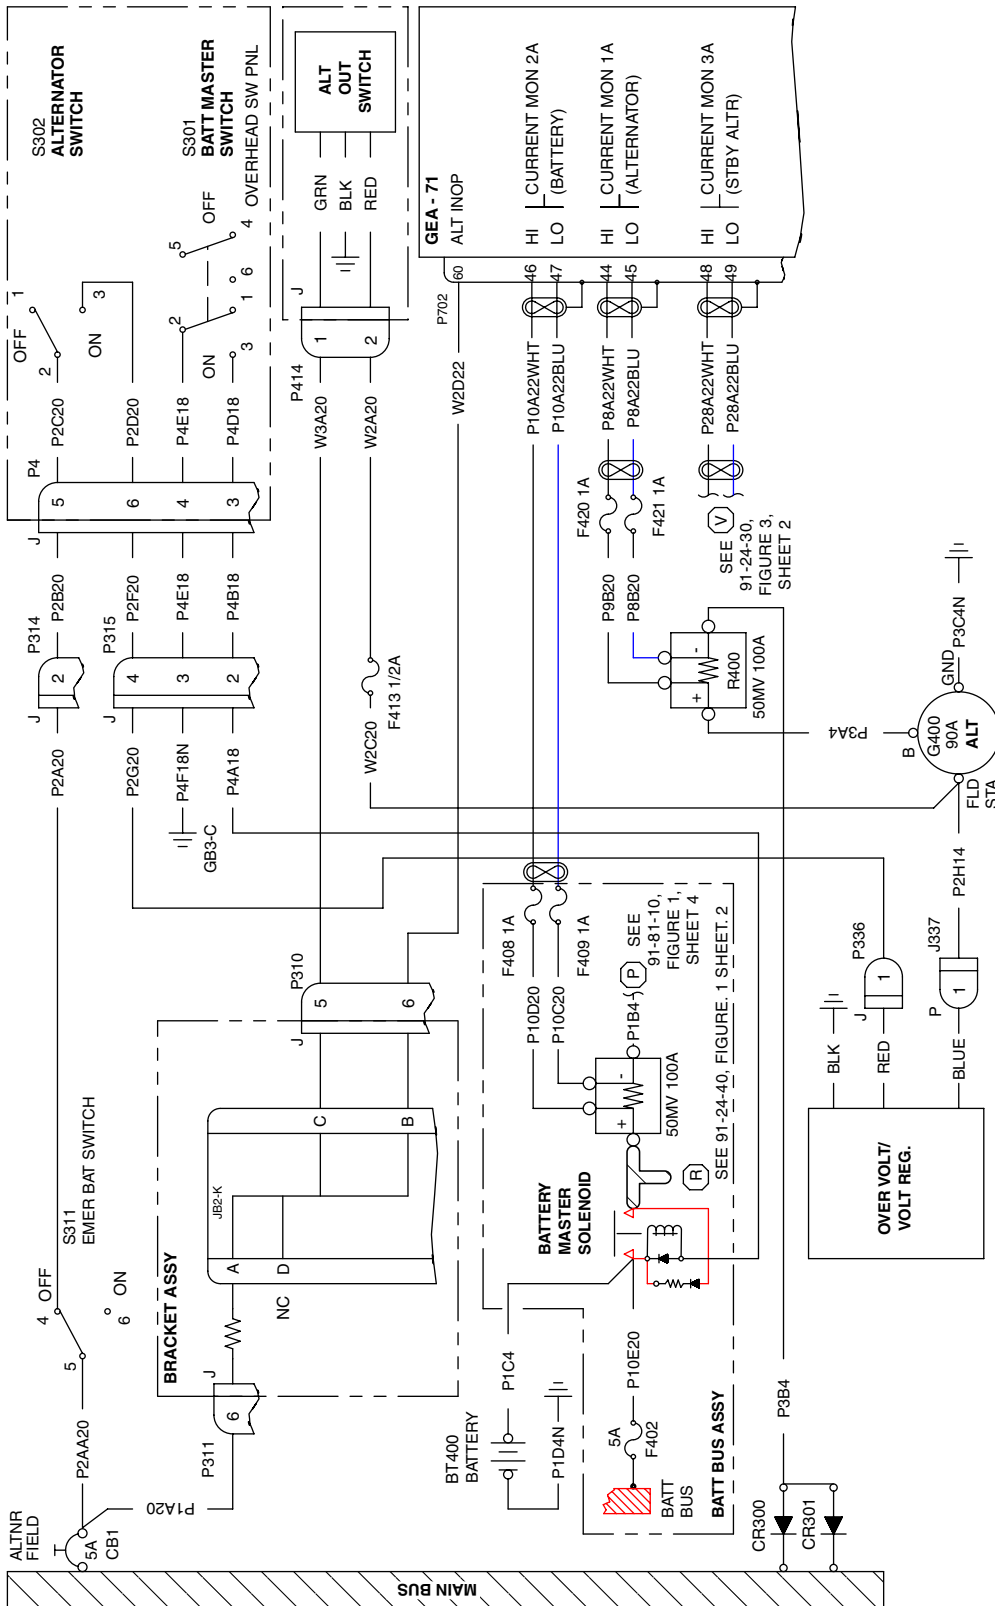 S302
ALTERNATOR
SWITCH
S301
BATT MASTER
SWITCH
OVERHEAD SW PNL
OFF
1
2
3
ON
OFF
5
4
2
6
1
3
ON
P4
J
5
6
4
3
P2C20
P2D20
P4E18
P4D18
ALT
OUT
SWITCH
GRN
BLK
RED
J
P414
1
2
GEA - 71
ALT INOP
P702
60
HI
LO
CURRENT MON 2A
(BATTERY)
HI
LO
CURRENT MON 1A
(ALTERNATOR)
HI
LO
CURRENT MON 3A
(STBY ALTR)
46
47
44
45
48
49
W3A20
W2A20
W2D22
P10A22WHT
P10A22BLU
P8A22WHT
P8A22BLU
P28A22WHT
P28A22BLU
P2B20
P2F20
P4E18
P4B18
P314
J
2
P315
J
4
3
2
F413 1/2A
W2C20
F420 1A
F421 1A
P9B20
P8B20
SEE V
91-24-30,
FIGURE 3,
SHEET 2
+
-
R400
50MV 100A
P2A20
P2G20
P4F18N
P4A18
GB3-C
P3A4
B
G400
90A
ALT
GND
P3C4N
FLD
STA
P2H14
P310
J
5
6
F408 1A
F409 1A
P10D20
P10C20
P1B4
P
SEE
91-81-10,
FIGURE 1,
SHEET 4
+
-
50MV 100A
R
SEE 91-24-40, FIGURE. 1 SHEET. 2
P336
J
1
J337
P
1
BLK
RED
BLUE
OVER VOLT/
VOLT REG.
BATTERY
MASTER
SOLENOID
S311
EMER BAT SWITCH
4
OFF
5
ON
6
BRACKET ASSY
JB2-K
A
D
C
B
NC
J
6
P311
P2AA20
P1A20
ALTNR
FIELD
5A
CB1
BT400
BATTERY
P1C4
P1D4N
P10E20
5A
F402
BATT
BUS
BATT BUS ASSY
P3B4
CR300
CR301
MAIN BUS